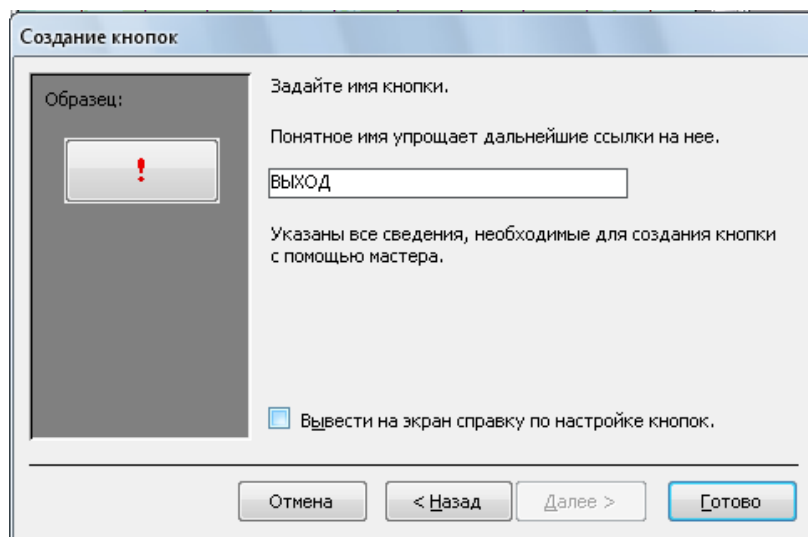 Создание кнопок
Образец:
!
Задайте имя кнопки.
Понятное имя упрощает дальнейшие ссылки на нее.
ВЫХОД
Указаны все сведения, необходимые для создания кнопки
с помощью мастера.
Вывести на экран справку по настройке кнопок.
Отмена
< Назад
Далее >
Готово